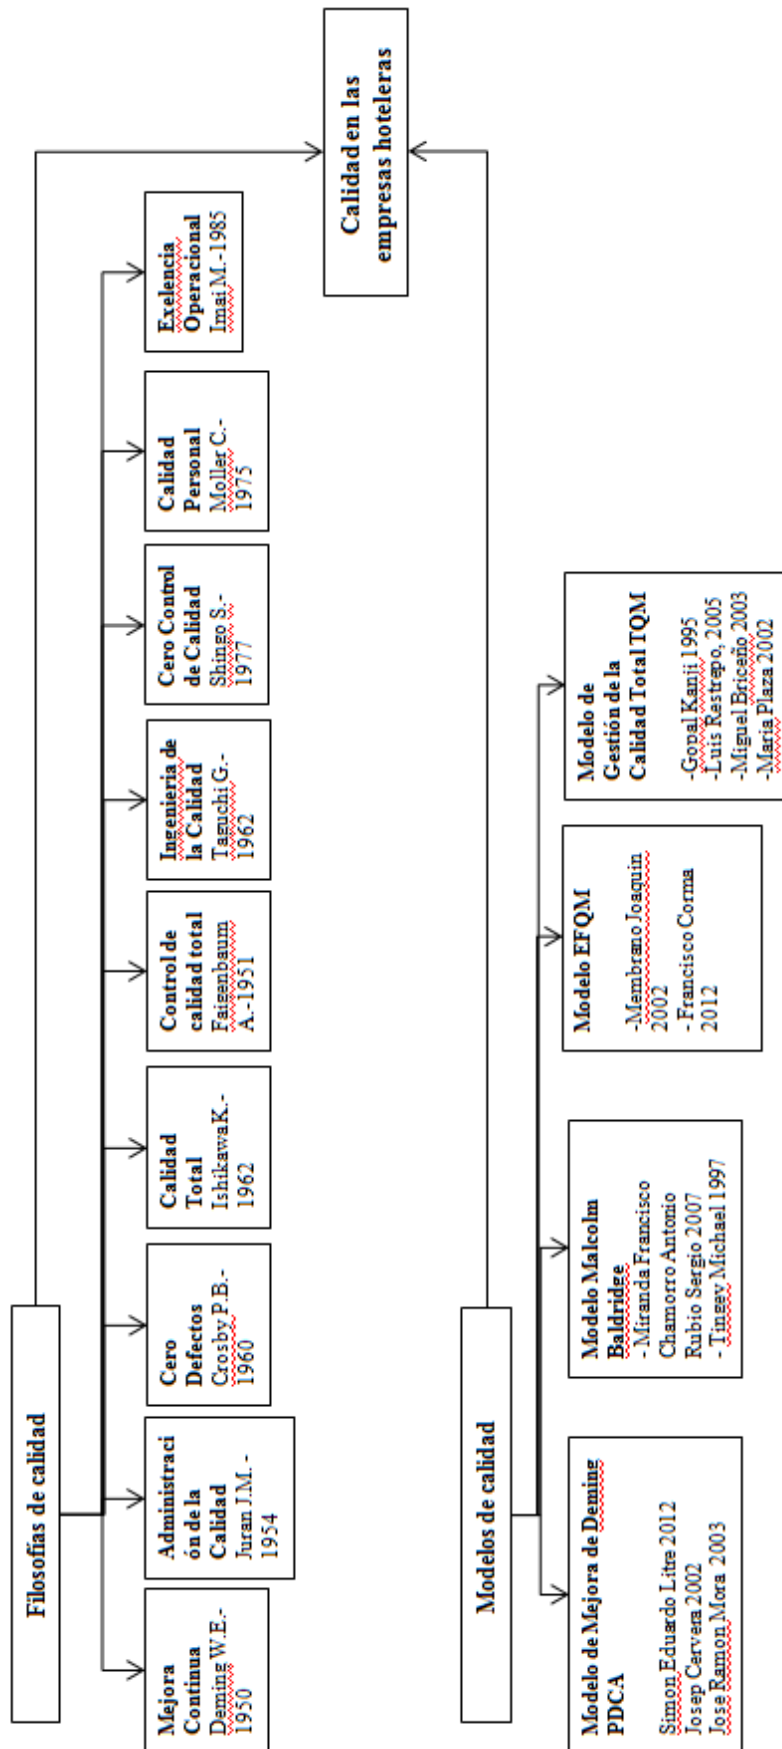 Filosofías de calidad
Mejora
Continua
Deming W.E.-
1950
Administraci
ón de la
Calidad
Juran J.M. -
1954
Cero
Defectos
Crosby P.B.-
1960
Calidad
Total
Ishikawa K.-
1962
Control de
calidad total
Faigenbaum
A.-1951
Ingenieria de
la Calidad
Taguchi G.-
1962
Cero Control
de Calidad
Shingo S.-
1977
Calidad
Personal
Moller C.-
1975
Exelencia
Operacional
Imai M.-1985
Calidad en las
empresas hoteleras
Modelos de calidad
Modelo de Mejora de Deming
PDCA
Simon Eduardo Litre 2012
Josep Cervera 2002
Jose Ramon Mora 2003
Modelo Malcolm
Baldridge
- Miranda Francisco
Chamorro Antonio
Rubio Sergio 2007
- Tingey Michael 1997
Modelo EFQM
-Membrano Joaquin
2002
- Francisco Corma
2012
Modelo de
Gestión de la
Calidad Total TQM
-Gopal Kanji 1995
-Luis Restrepo, 2005
-Miguel Briceño 2003
-Maria Plaza 2002